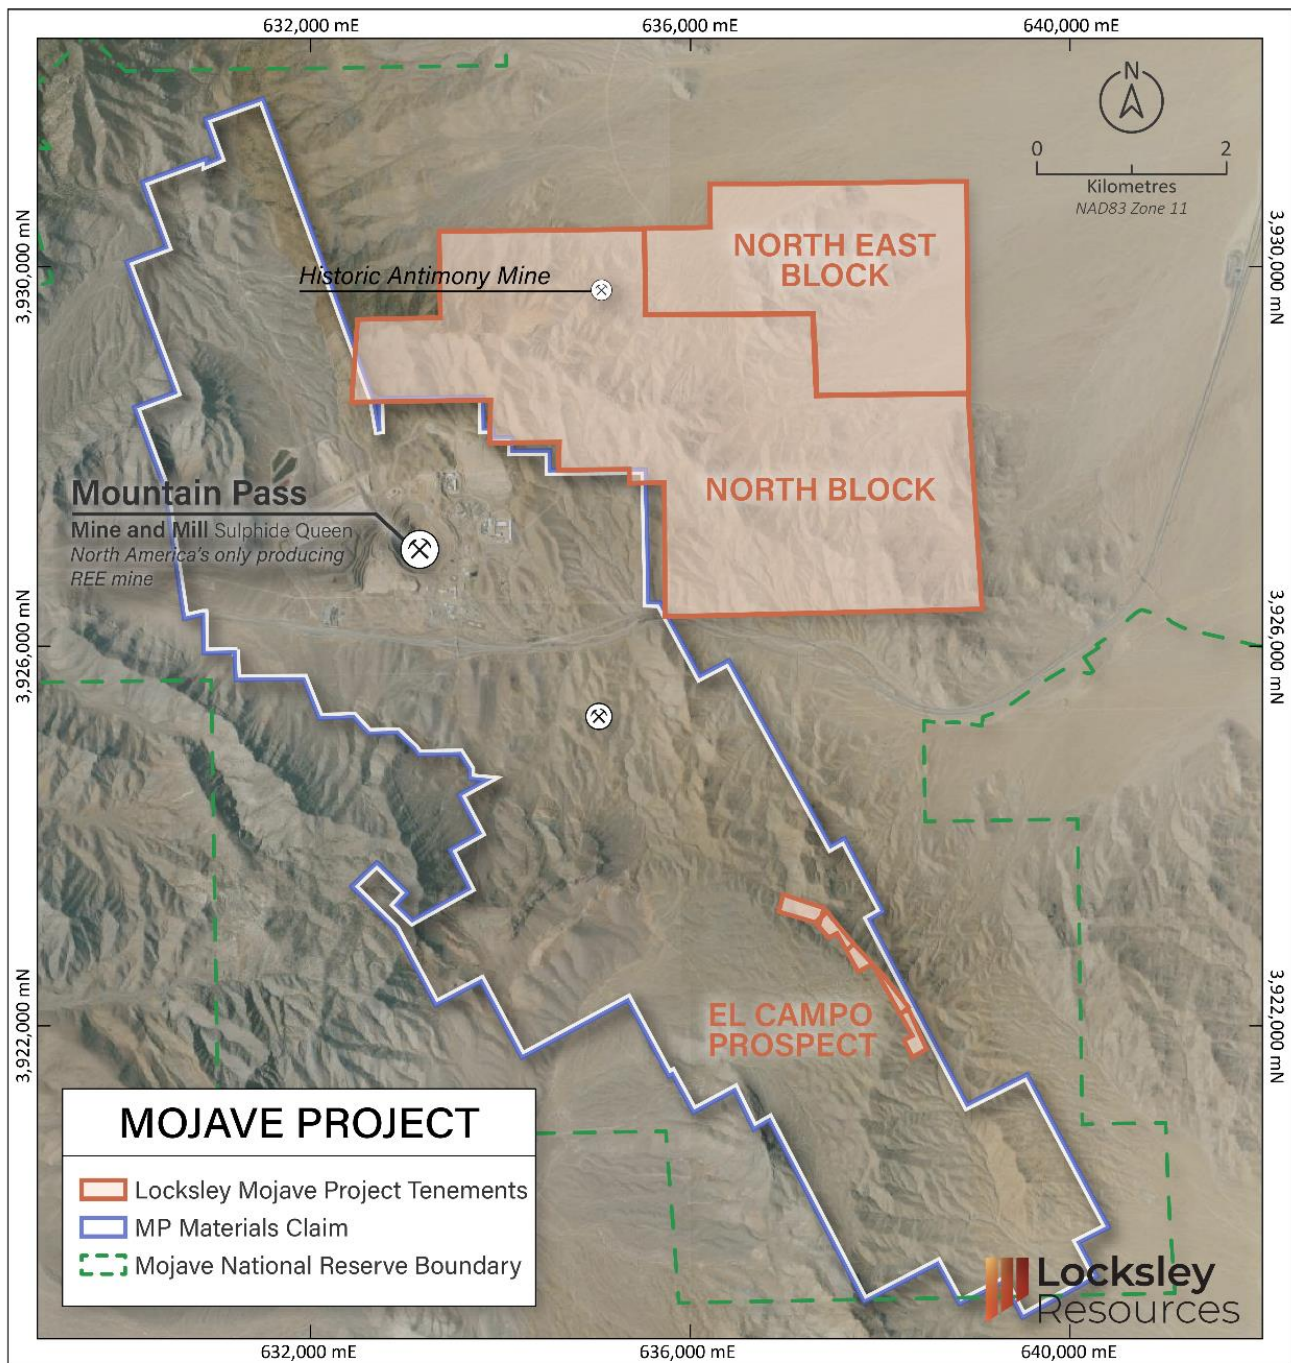 632,000 mE
636,000 mE
640,000 mE
N
0
2
Kilometres
NAD83 Zone 11
3,930,000 mN
3,930,000 mN
NORTH EAST
BLOCK
Historic Antimony Mine
Mountain Pass
Mine and Mill Sulphide Queen
North America's only producing
REE mine
NORTH BLOCK
3,926,000 mN
3,926,000 mN
EL CAMPO
PROSPECT
3,922,000 mN
3,922,000 mN
MOJAVE PROJECT
Locksley Mojave Project Tenements
MP Materials Claim
Mojave National Reserve Boundary
Locksley
Resources
632,000 mE
636,000 mE
640,000 mE